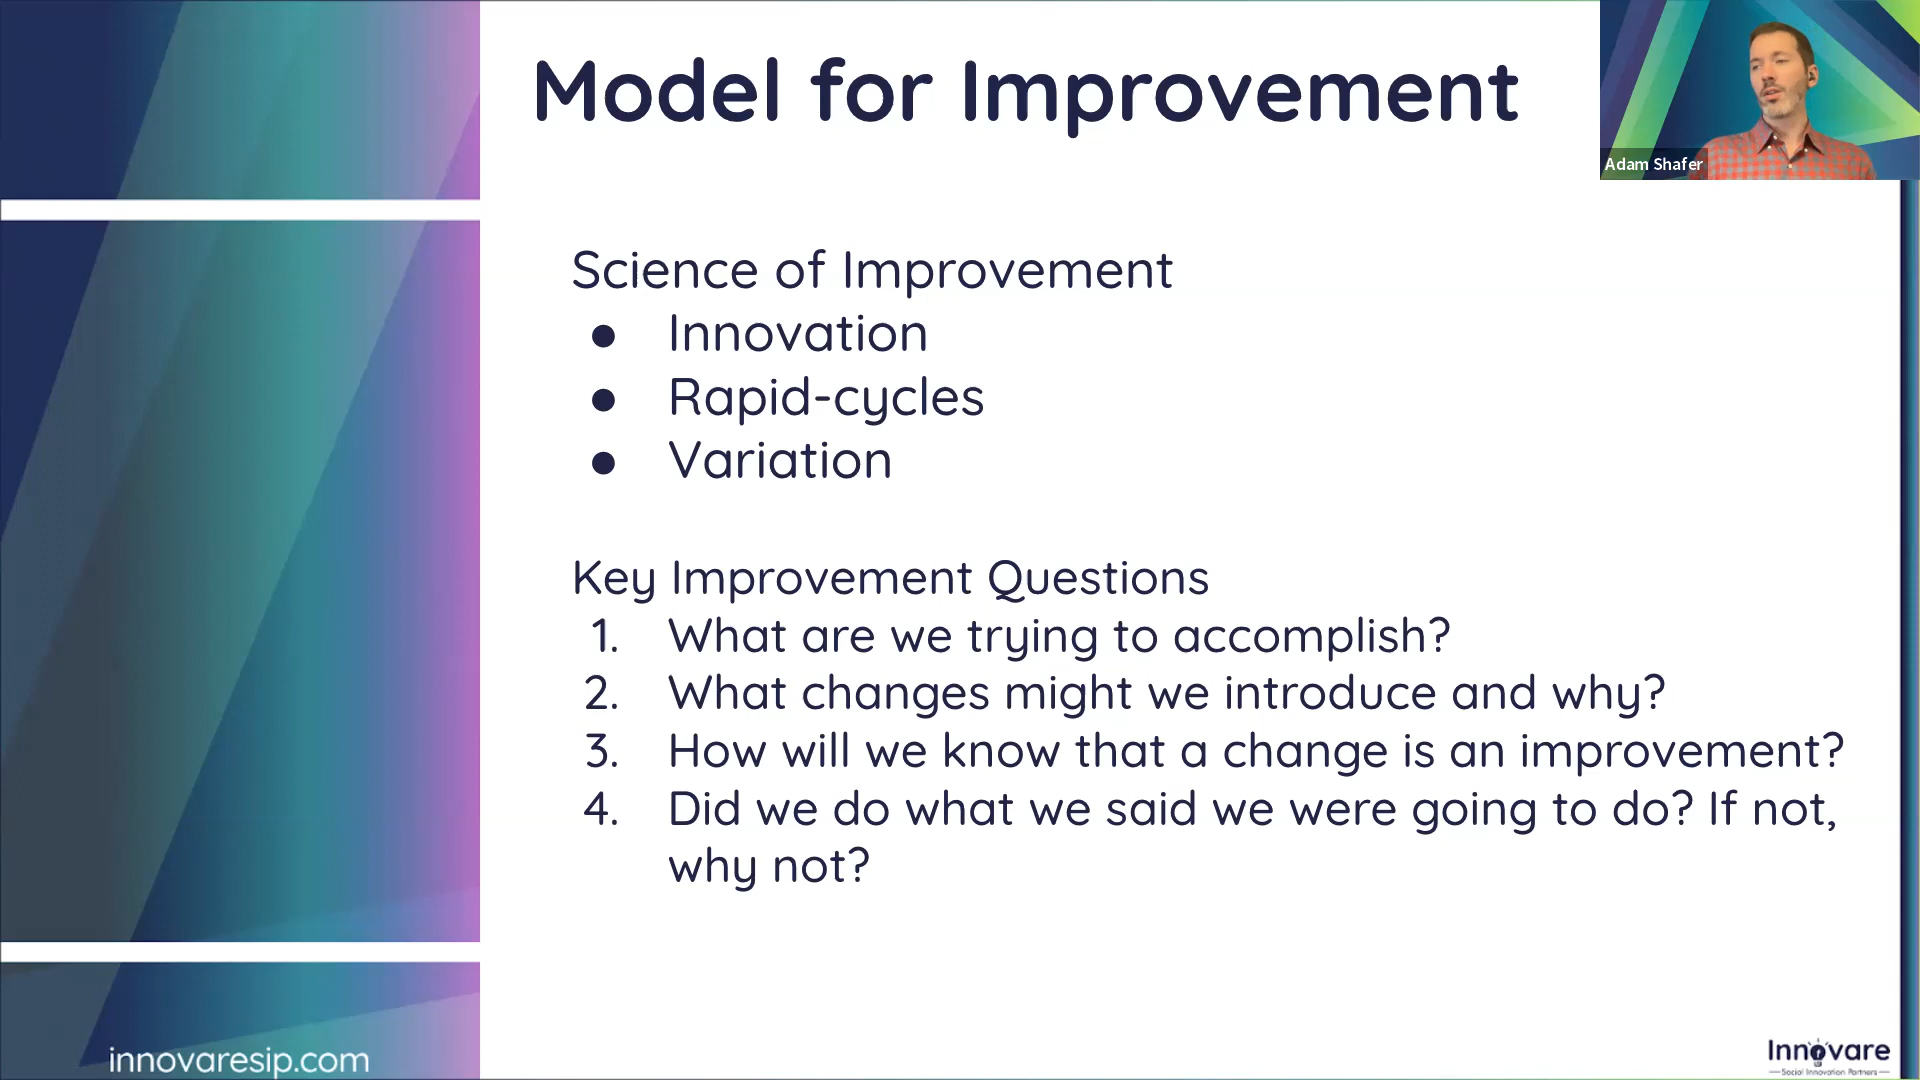 Model for Improvement
Adam Shafer
Science of Improvement
● Innovation
● Rapid-cycles
● Variation
Key Improvement Questions
1. What are we trying to accomplish?
2. What changes might we introduce and why?
3. How will we know that a change is an improvement?
4. Did we do what we said we were going to do? If not,
why not?
innovaresip.com
Innovare
Social Innovation Partners